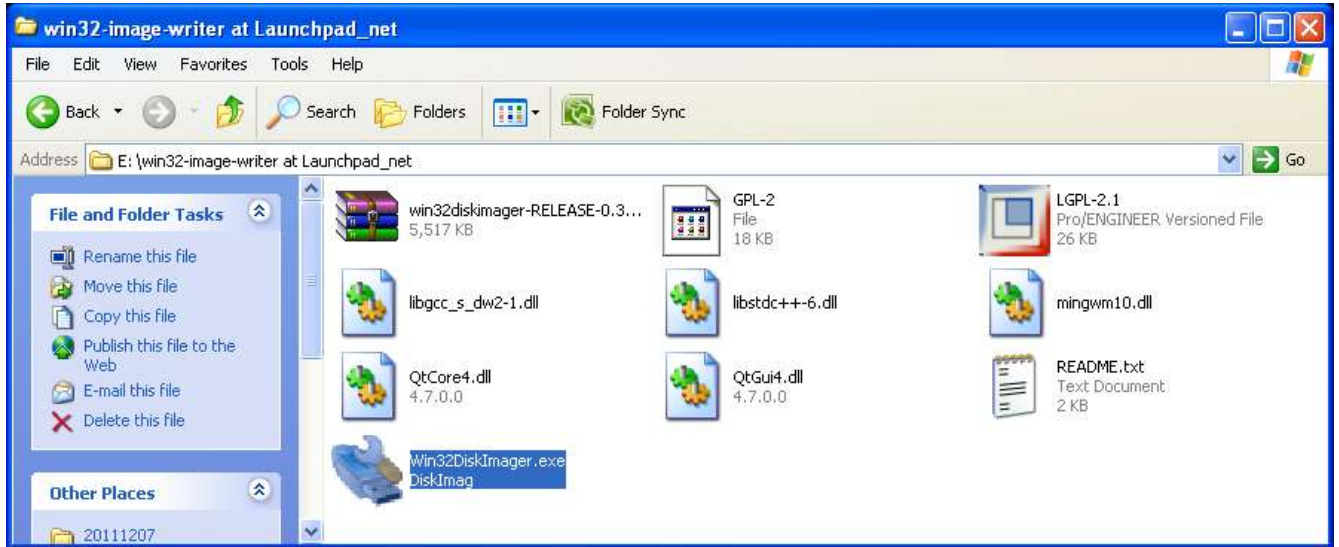 win32-image-writer at Launchpad_net
File Edit View Favorites Tools Help
Back Search Folders Folder Sync
Address E: \win32-image-writer at Launchpad_net Go
File and Folder Tasks
Rename this file
Move this file
Copy this file
Publish this file to the
Web
E-mail this file
Delete this file
Other Places
20111207
win32diskimager-RELEASE-0.3...
5,517 KB
GPL-2
File
18 KB
LGPL-2.1
Pro/ENGINEER Versioned File
26 KB
libgcc_s_dw2-1.dll
libstdc++-6.dll
mingwm10.dll
QtCore4.dll
4.7.0.0
QtGui4.dll
4.7.0.0
README.txt
Text Document
2 KB
Win32DiskImager.exe
DiskImag